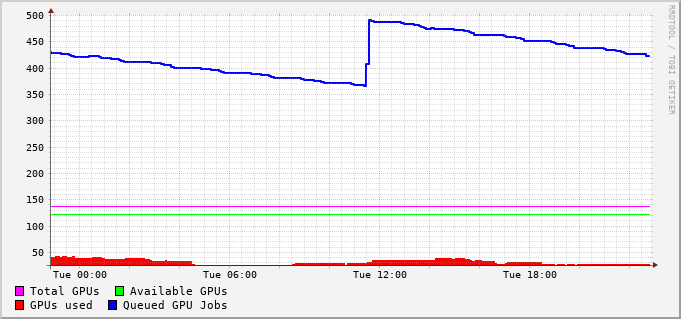 RRDTOOL / TOBI OETIKER
500
450
400
350
300
250
200
150
100
50
Tue 00:00 Tue 06:00 Tue 12:00 Tue 18:00
Total GPUs Available GPUs
GPUs used Queued GPU Jobs